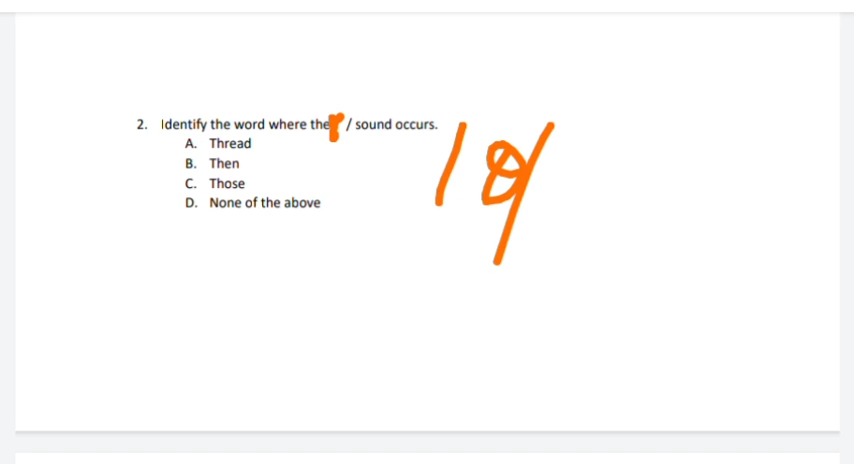 2. Identify the word where the / sound occurs.
A. Thread
B. Then
C. Those
D. None of the above